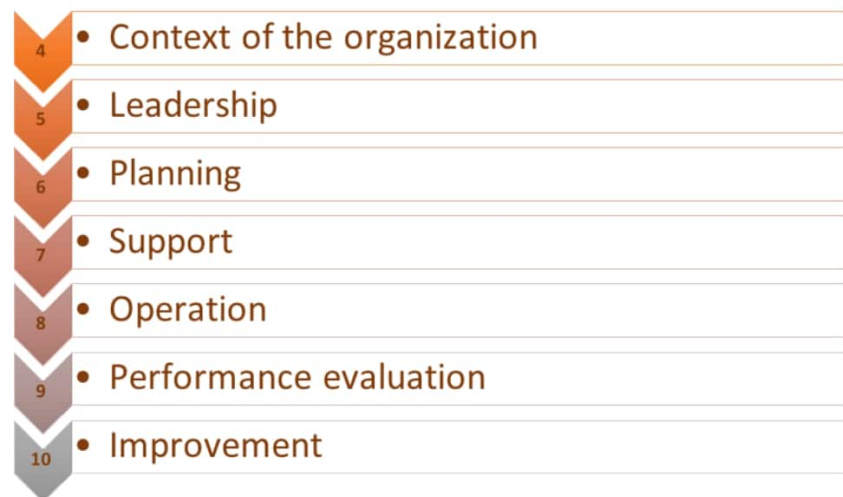 4 • Context of the organization
5 • Leadership
6 • Planning
7 • Support
8 • Operation
9 • Performance evaluation
10 • Improvement